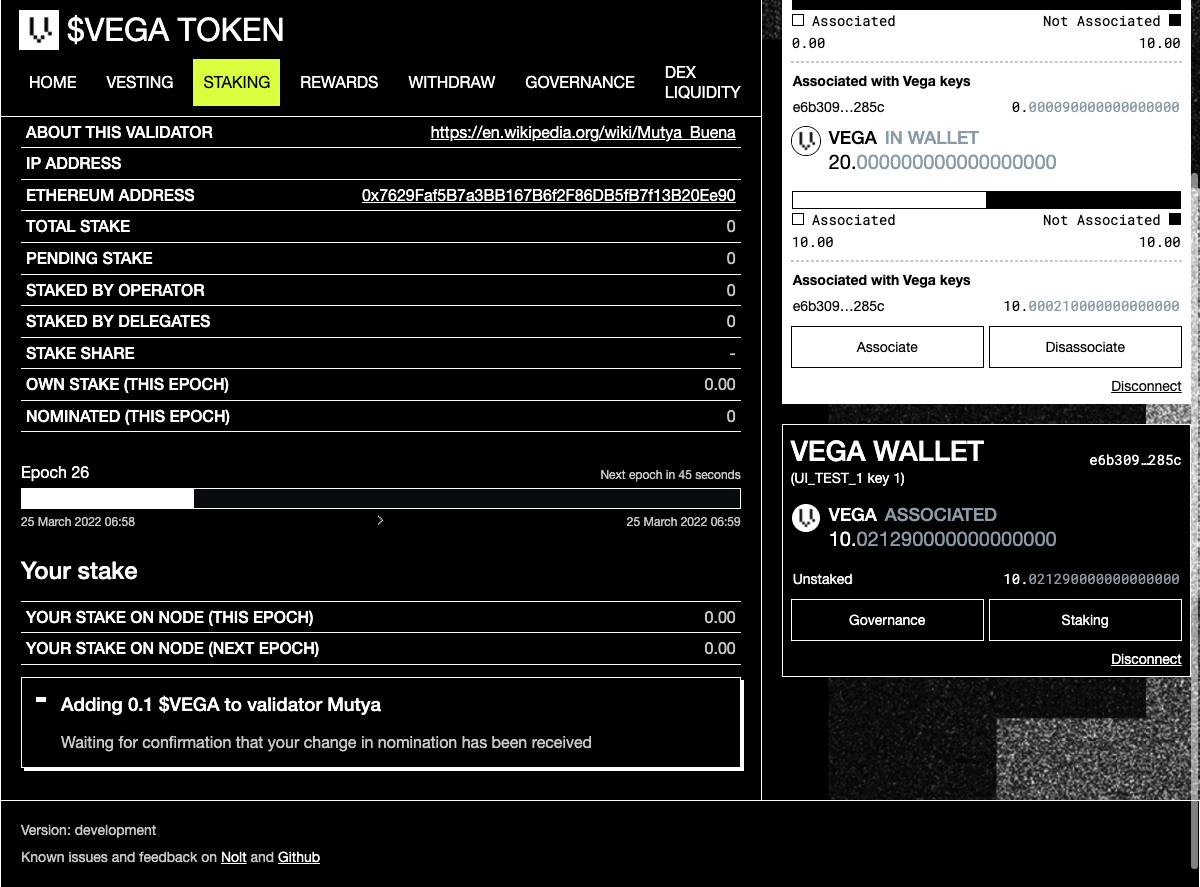 $VEGA TOKEN
HOME VESTING STAKING REWARDS WITHDRAW GOVERNANCE DEX LIQUIDITY
ABOUT THIS VALIDATOR https://en.wikipedia.org/wiki/Mutya_Buena
IP ADDRESS
ETHEREUM ADDRESS 0x7629Faf5B7a3BB167B6f2F86DB5fB7f13B20Ee90
TOTAL STAKE 0
PENDING STAKE 0
STAKED BY OPERATOR 0
STAKED BY DELEGATES 0
STAKE SHARE -
OWN STAKE (THIS EPOCH) 0.00
NOMINATED (THIS EPOCH) 0
Epoch 26 Next epoch in 45 seconds
25 March 2022 06:58 > 25 March 2022 06:59
Your stake
YOUR STAKE ON NODE (THIS EPOCH) 0.00
YOUR STAKE ON NODE (NEXT EPOCH) 0.00
Adding 0.1 $VEGA to validator Mutya
Waiting for confirmation that your change in nomination has been received
Associated Not Associated
0.00 10.00
Associated with Vega keys
e6b309…285c 0.000090000000000000
VEGA IN WALLET
20.000000000000000000
Associated Not Associated
10.00 10.00
Associated with Vega keys
e6b309…285c 10.000210000000000000
Associate Disassociate
Disconnect
VEGA WALLET e6b309…285c
(UI_TEST_1 key 1)
VEGA ASSOCIATED
10.021290000000000000
Unstaked 10.021290000000000000
Governance Staking
Disconnect
Version: development
Known issues and feedback on Nolt and Github